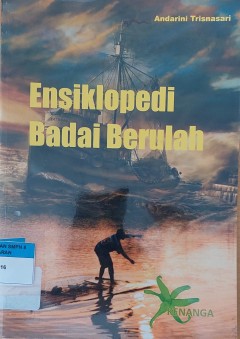 Andarini Trisnasari
Ensiklopedi
Badai Berulah
KENANGA